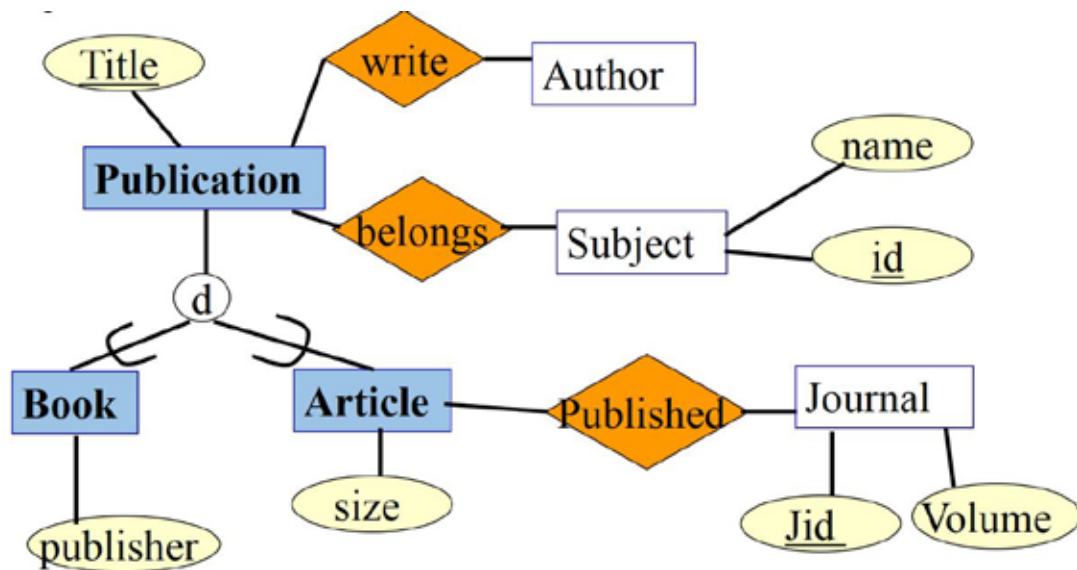 Title
write
Author
Publication
name
belongs
Subject
id
d
Book
Article
Published
Journal
publisher
size
Jid
Volume